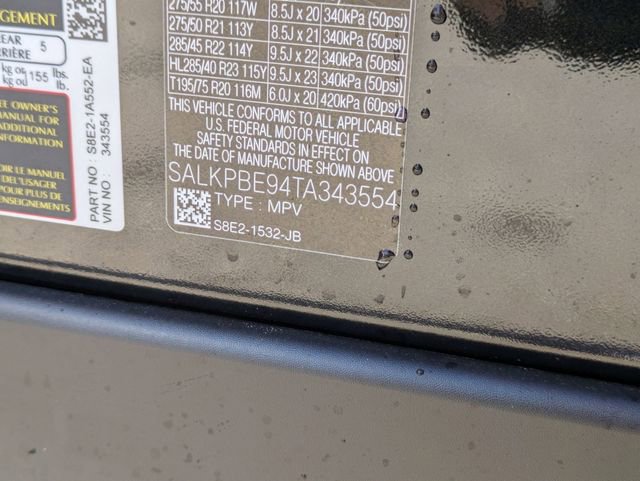 GEMENT
EAR
RRIÈRE 5
kg or 155 lbs.
kg ou lb.
EE OWNER'S
MANUAL FOR
ADDITIONAL
NFORMATION
OIR LE MANUEL
DEL'USAGER
POUR PLUS DE
RENSEIGNEMENTS
PART NO : S8E2-1A552-EA
VIN NO : 343554
275/55 R20 117W 8.5J x 20 340kPa (50psi)
275/50 R21 113Y 8.5J x 21 340kPa (50psi)
285/45 R22 114Y 9.5J x 22 340kPa (50psi)
HL285/40 R23 115Y 9.5J x 23 340kPa (50psi)
T195/75 R20 116M 6.0J x 20 420kPa (60psi)
THIS VEHICLE CONFORMS TO ALL APPLICABLE
U.S. FEDERAL MOTOR VEHICLE
SAFETY STANDARDS IN EFFECT ON
THE DATE OF MANUFACTURE SHOWN ABOVE
SALKPBE94TA343554
TYPE : MPV
S8E2-1532-JB